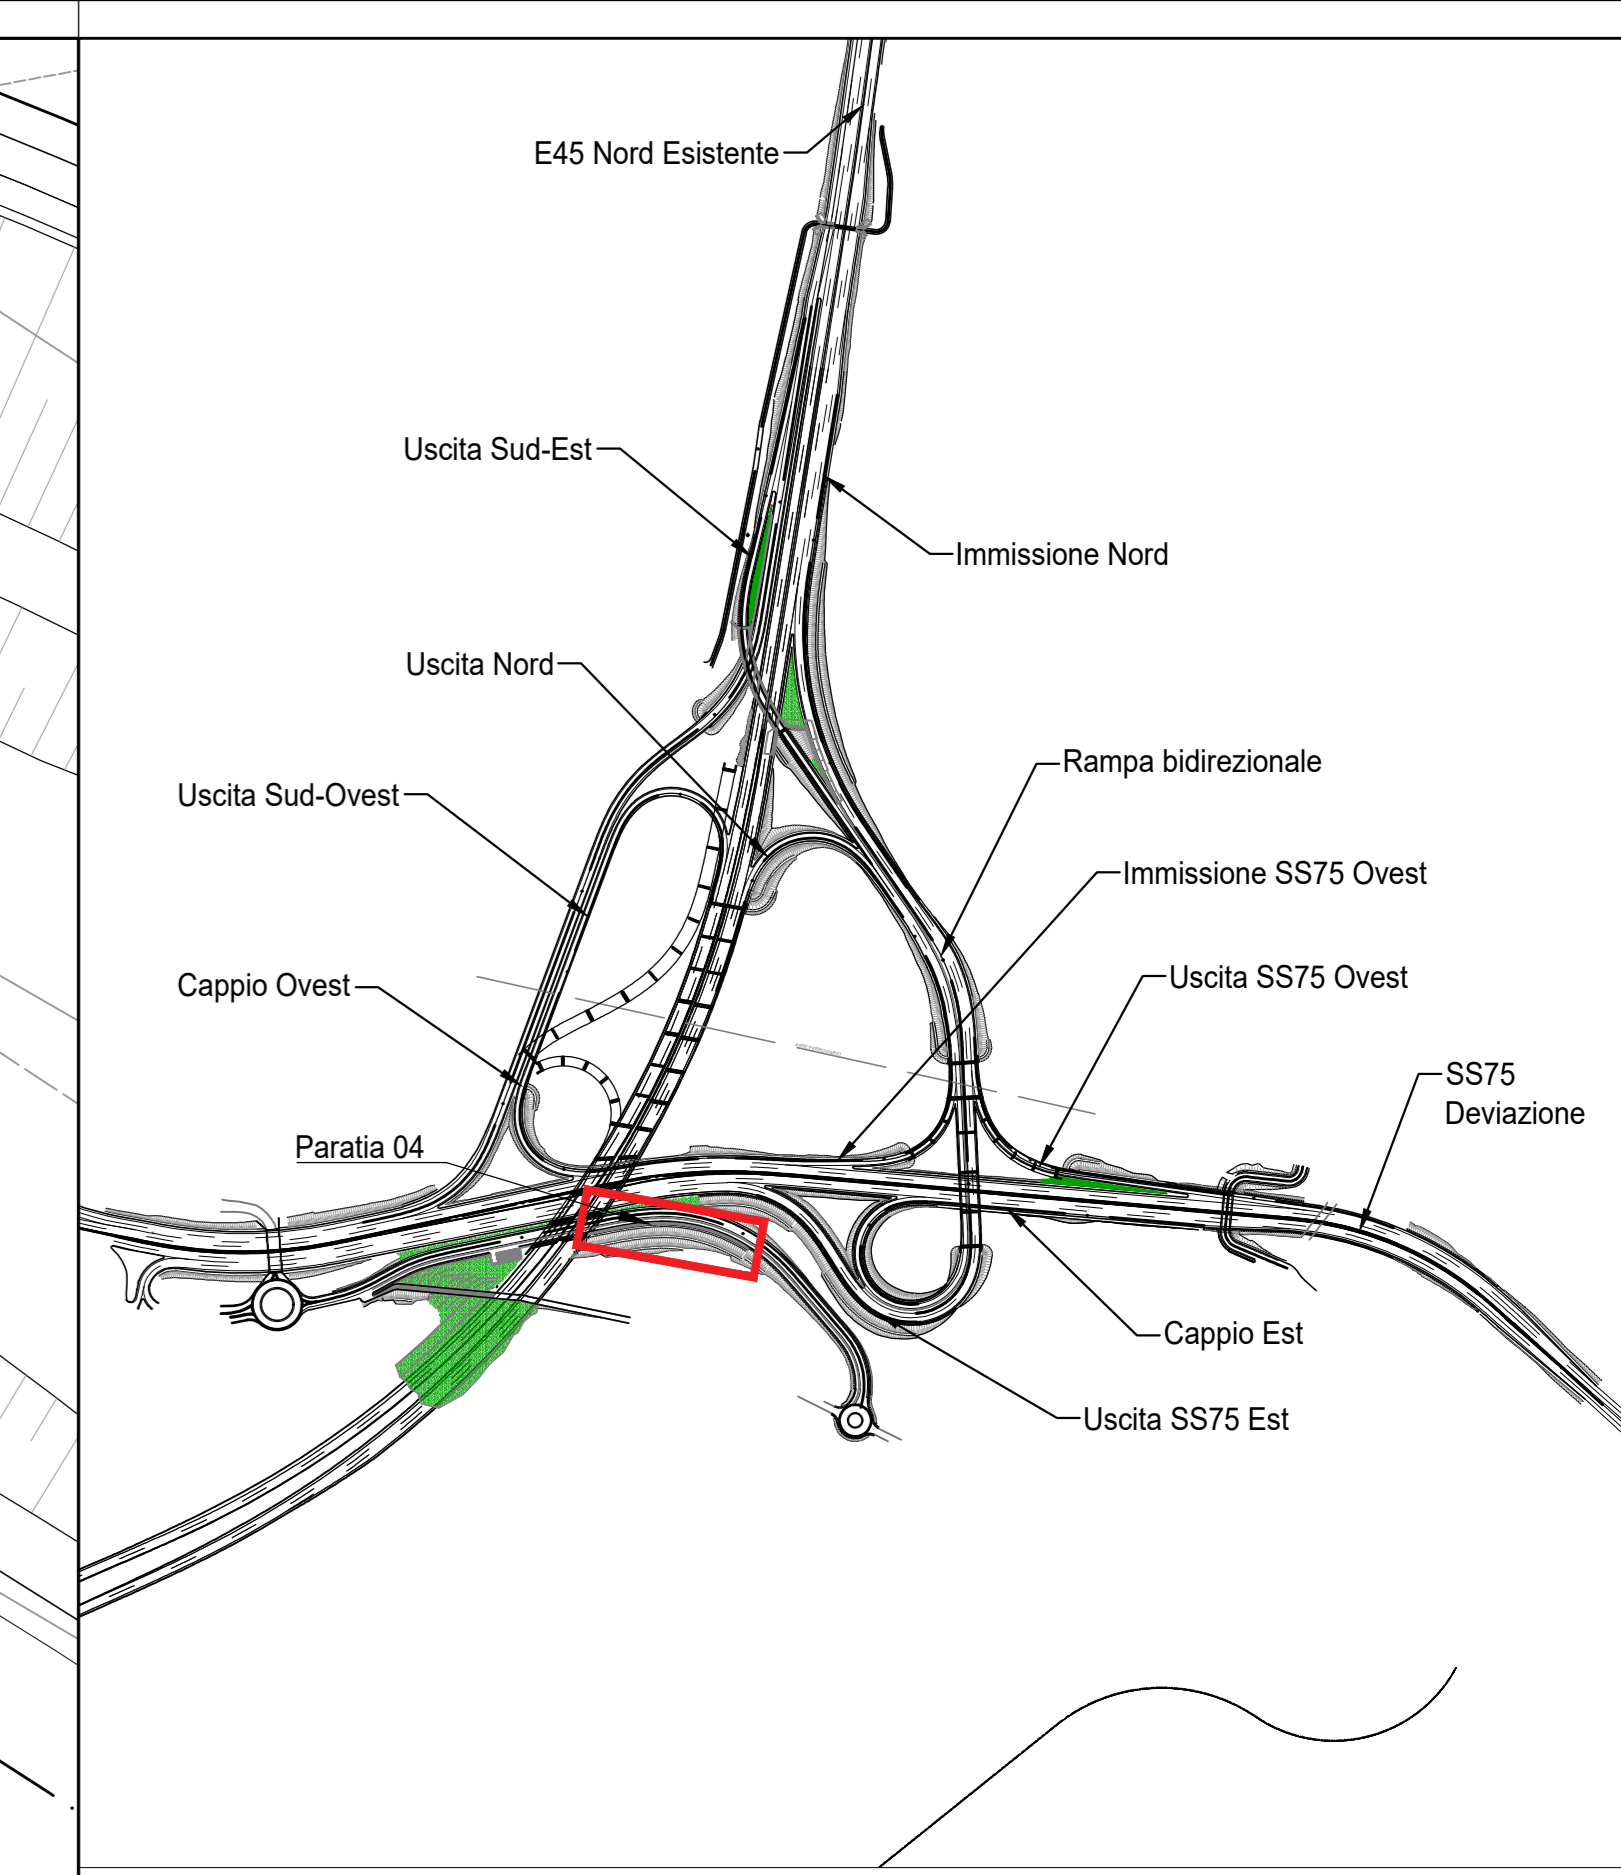 E45 Nord Esistente
Uscita Sud-Est
Immissione Nord
Uscita Nord
Rampa bidirezionale
Uscita Sud-Ovest
Immissione SS75 Ovest
Uscita SS75 Ovest
Cappio Ovest
SS75
Deviazione
Paratia 04
Cappio Est
Uscita SS75 Est